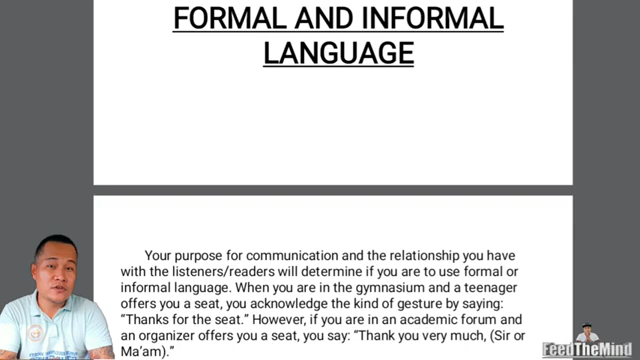 FORMAL AND INFORMAL
LANGUAGE
Your purpose for communication and the relationship you have
with the listeners/readers will determine if you are to use formal or
informal language. When you are in the gymnasium and a teenager
offers you a seat, you acknowledge the kind of gesture by saying:
“Thanks for the seat.” However, if you are in an academic forum and
an organizer offers you a seat, you say: “Thank you very much, (Sir or
Ma’am).”
FeedTheMind